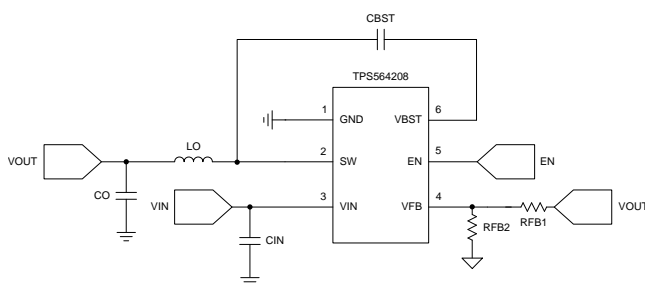 CBST
TPS564208
1 GND VBST 6
LO
VOUT 2 SW EN 5 EN
CO
VIN 3 VIN VFB 4 VOUT
RFB1
RFB2
CIN